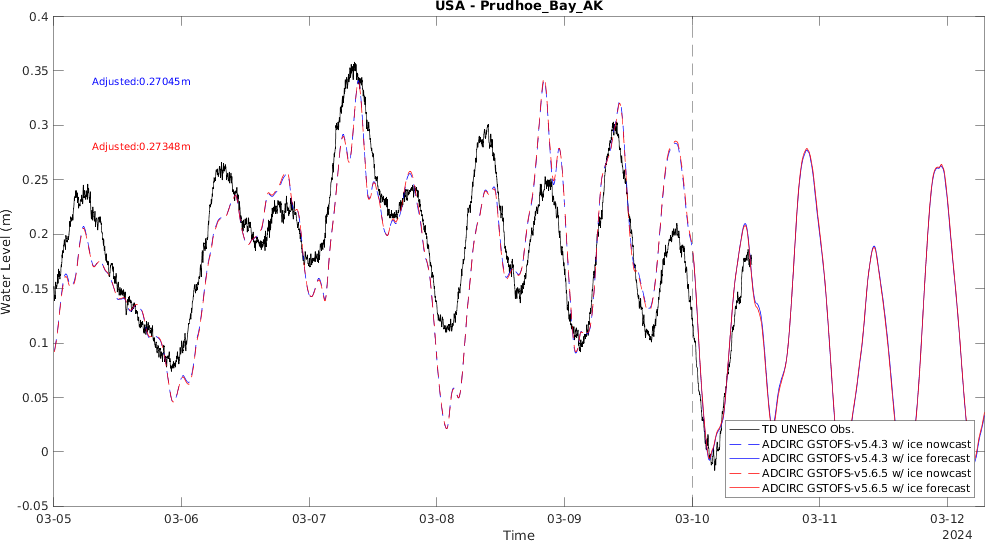 USA - Prudhoe_Bay_AK
Water Level (m)
0.4
0.35
0.3
0.25
0.2
0.15
0.1
0.05
0
-0.05
Adjusted:0.27045m
Adjusted:0.27348m
TD UNESCO Obs.
ADCIRC GSTOFS-v5.4.3 w/ ice nowcast
ADCIRC GSTOFS-v5.4.3 w/ ice forecast
ADCIRC GSTOFS-v5.6.5 w/ ice nowcast
ADCIRC GSTOFS-v5.6.5 w/ ice forecast
03-05 03-06 03-07 03-08 03-09 03-10 03-11 03-12
Time
2024